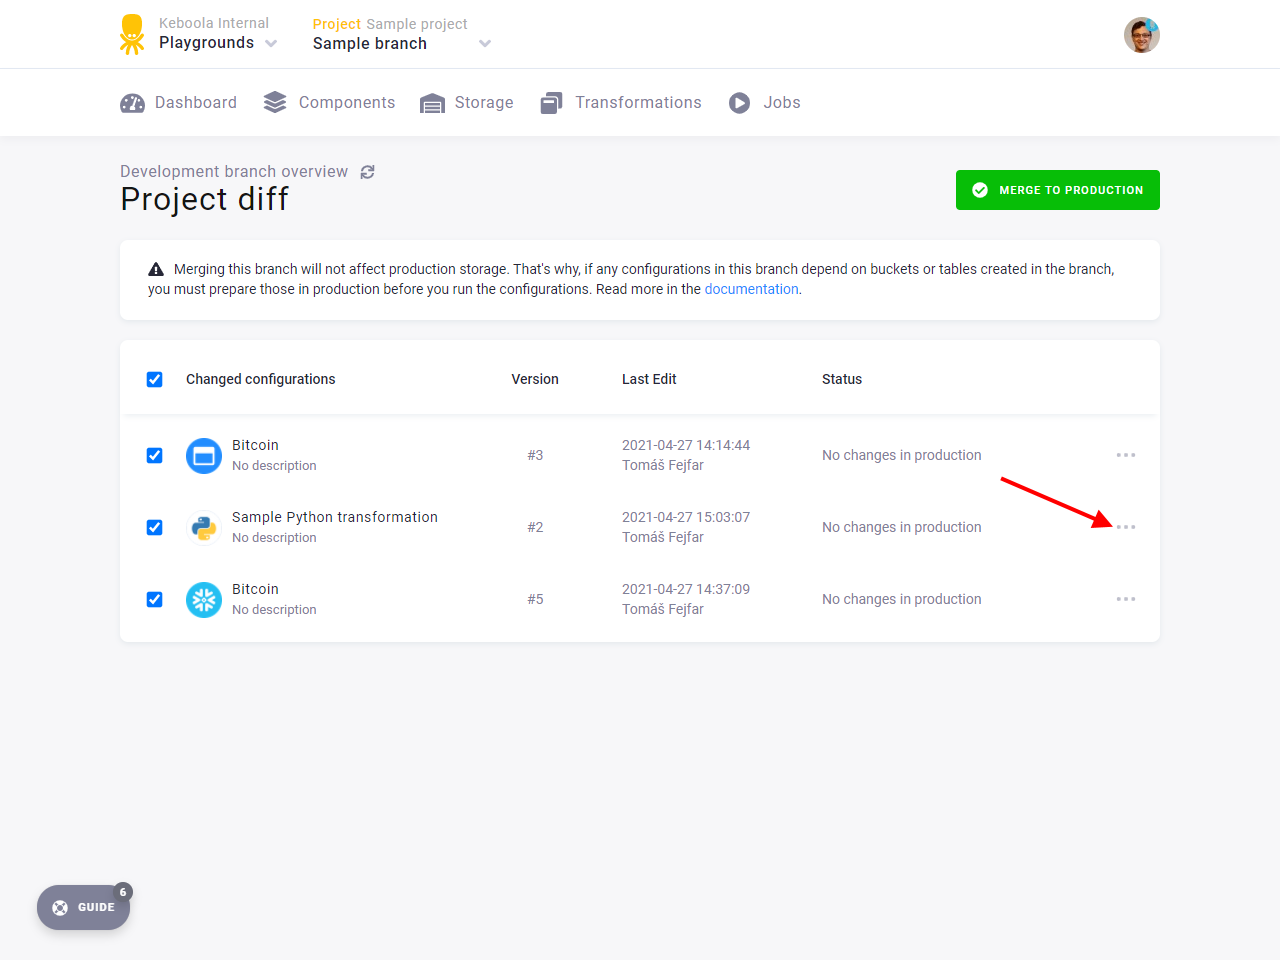 Keboola Internal
Playgrounds
Project Sample project
Sample branch
Dashboard
Components
Storage
Transformations
Jobs
Development branch overview
Project diff
MERGE TO PRODUCTION
Merging this branch will not affect production storage. That's why, if any configurations in this branch depend on buckets or tables created in the branch,
you must prepare those in production before you run the configurations. Read more in the documentation.
Changed configurations Version Last Edit Status
Bitcoin
No description
#3
2021-04-27 14:14:44
Tomáš Fejfar
No changes in production
Sample Python transformation
No description
#2
2021-04-27 15:03:07
Tomáš Fejfar
No changes in production
Bitcoin
No description
#5
2021-04-27 14:37:09
Tomáš Fejfar
No changes in production
6
GUIDE